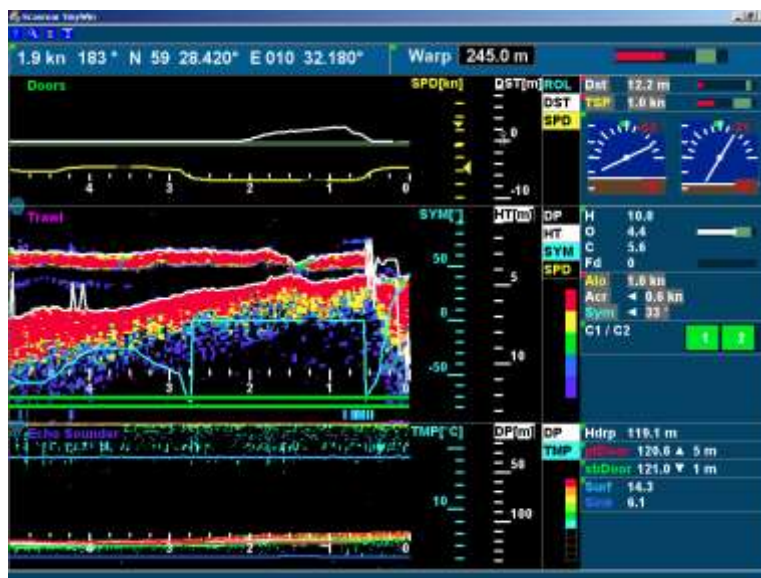 Scanmar TinyWin
1.9 kn 183° N 59 28.420° E 010 32.180° Warp 245.0 m
Doors SPD[kn] DST[m] ROL
DST
SPD
Dst 12.2 m
TSP 1.0 kn
0
-10
4 3 2 1 0
Trawl SYM[°] HT[m] DP
HT
SYM
SPD
50
0
-50
5
10
4 3 2 1 0
H 10.8
O 4.4
C 5.6
Fd 0
Alo 1.6 kn
Acr ◄ 0.6 kn
Sym ◄ 33°
C1 / C2 1 2
Echo Sounder TMP[°C] DP[m] DP
TMP
10
50
100
4 3 2 1 0
Hdrp 119.1 m
ptDoor 120.6 ▲ 5 m
stbDoor 121.0 ▼ 1 m
Surf 14.3
6.1